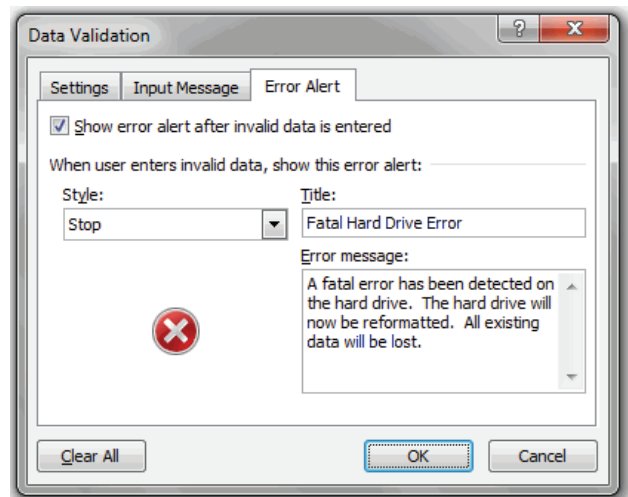 Data Validation
Settings Input Message Error Alert
Show error alert after invalid data is entered
When user enters invalid data, show this error alert:
Style: Title:
Stop Fatal Hard Drive Error
Error message:
A fatal error has been detected on
the hard drive. The hard drive will
now be reformatted. All existing
data will be lost.
Clear All OK Cancel